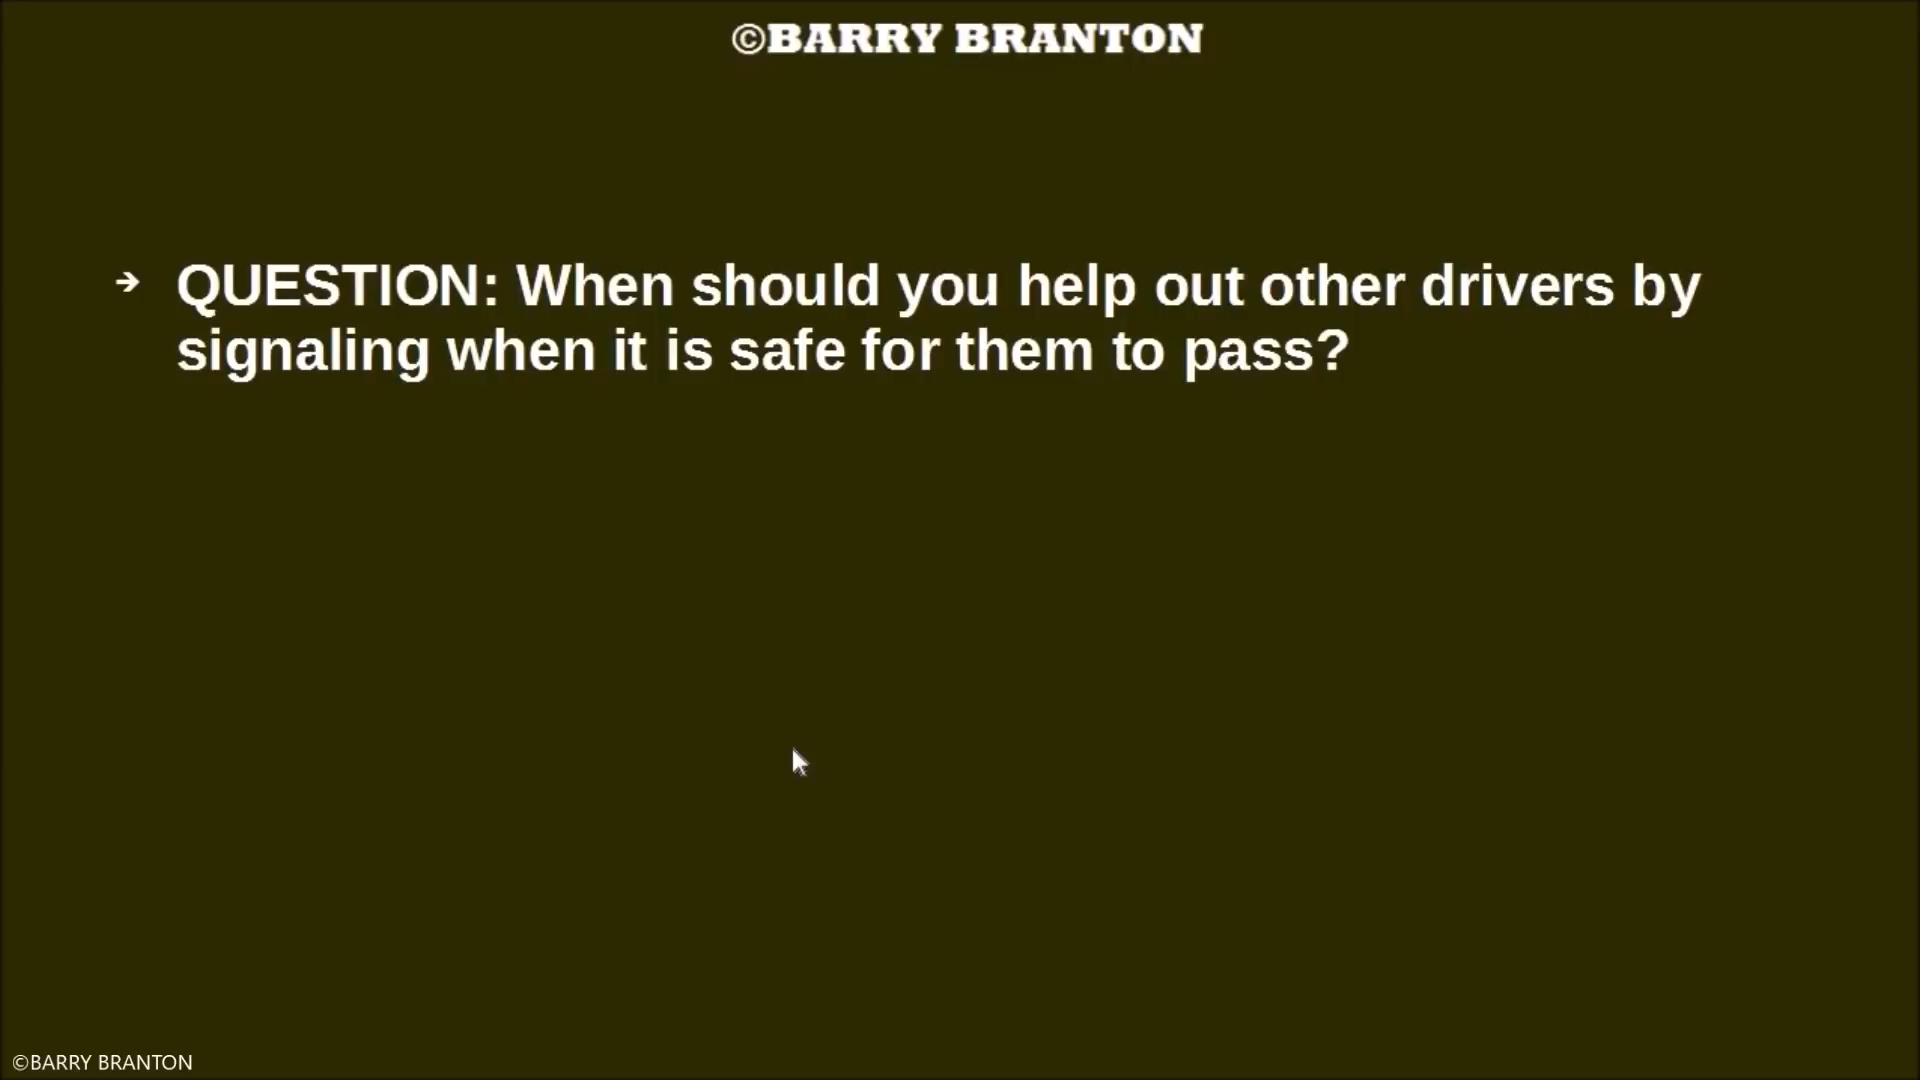 ©BARRY BRANTON
➔ QUESTION: When should you help out other drivers by
signaling when it is safe for them to pass?
©BARRY BRANTON